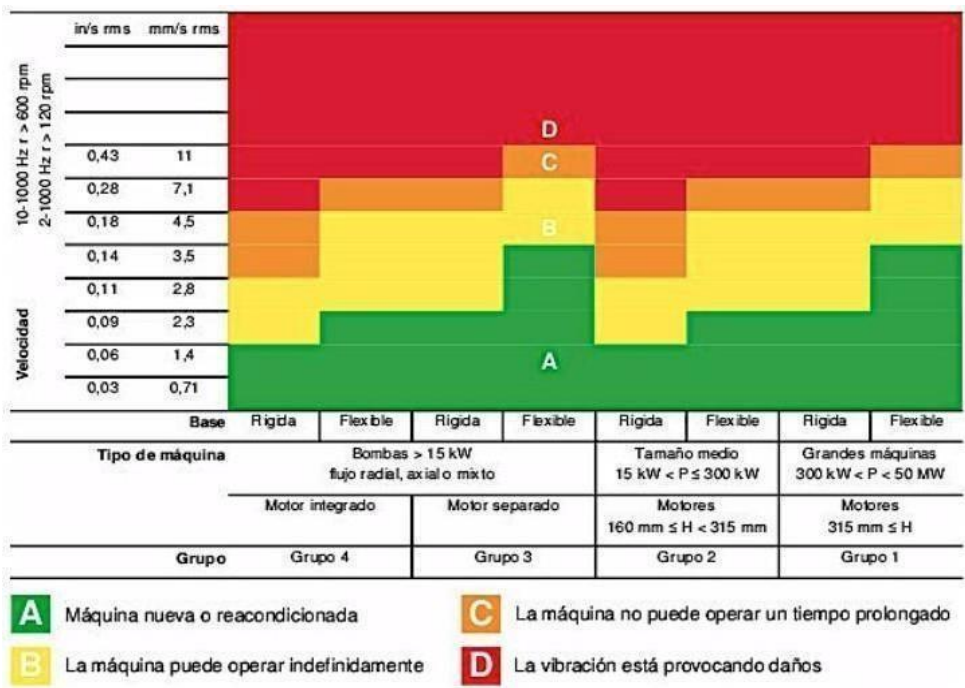 in/s rms mm/s rms
10-1000 Hz r > 600 rpm
2-1000 Hz r > 120 rpm
Velocidad
D
0,43 11
C
0,28 7,1
0,18 4,5
B
0,14 3,5
0,11 2,8
0,09 2,3
0,06 1,4
A
0,03 0,71
Base Rigida Flexible Rigida Flexible Rigida Flexible Rigida Flexible
Tipo de máquina Bombas > 15 kW Tamaño medio Grandes máquinas
flujo radial, axial o mixto 15 kW < P ≤ 300 kW 300 kW < P < 50 MW
Motor integrado Motor separado Motores Motores
160 mm ≤ H < 315 mm 315 mm ≤ H
Grupo Grupo 4 Grupo 3 Grupo 2 Grupo 1
A Máquina nueva o reacondicionada
C La máquina no puede operar un tiempo prolongado
B La máquina puede operar indefinidamente
D La vibración está provocando daños